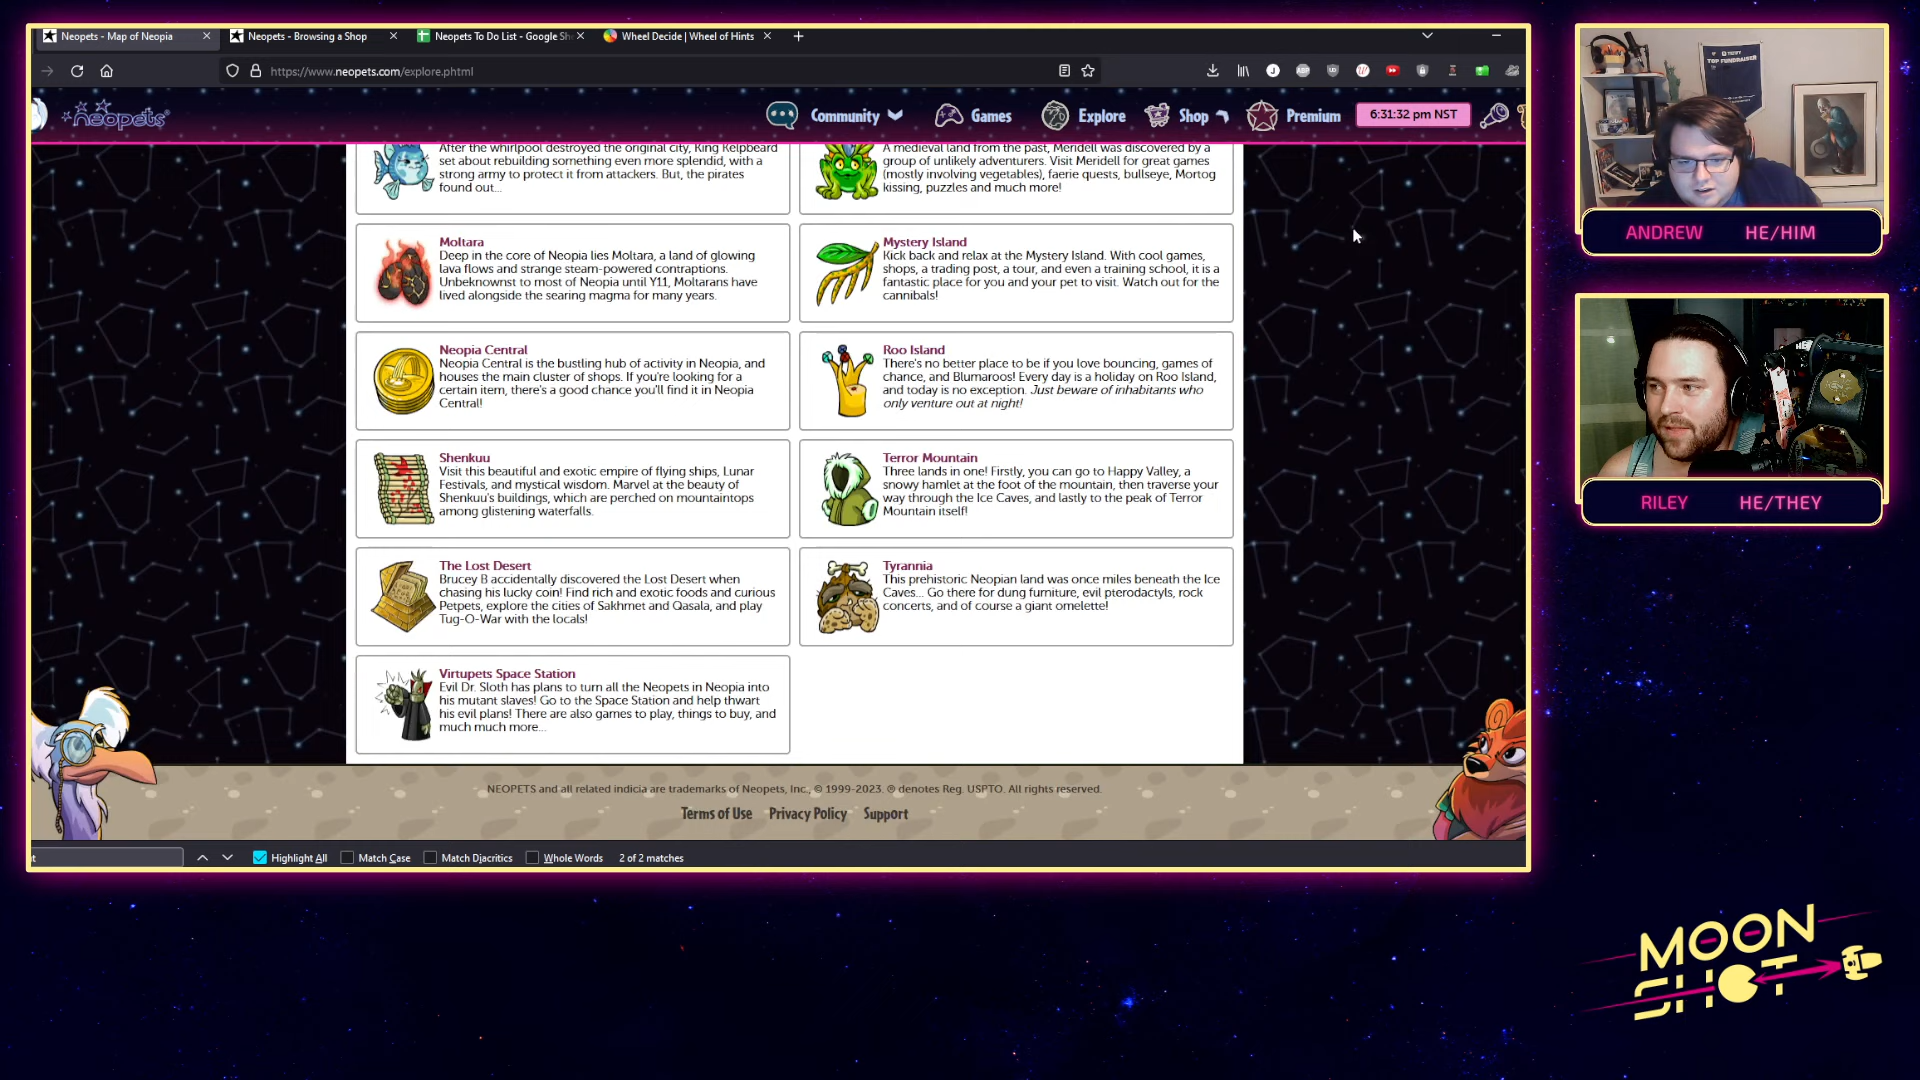 Neopets - Map of Neopia
Neopets - Browsing a Shop
Neopets To Do List - Google She
Wheel Decide | Wheel of Hints
https://www.neopets.com/explore.phtml
neopets
Community
Games
Explore
Shop
Premium
6:31:32 pm NST
After the whirlpool destroyed the original city, King Kelpbeard
set about rebuilding something even more splendid, with a
strong army to protect it from attackers. But, the pirates
found out...
A medieval land from the past, Meridell was discovered by a
group of unlikely adventurers. Visit Meridell for great games
(mostly involving vegetables), faerie quests, bullseye, Mortog
kissing, puzzles and much more!
Moltara
Deep in the core of Neopia lies Moltara, a land of glowing
lava flows and strange steam-powered contraptions.
Unbeknownst to most of Neopia until Y11, Moltarans have
lived alongside the searing magma for many years.
Mystery Island
Kick back and relax at the Mystery Island. With cool games,
shops, a trading post, a tour, and even a training school, it is a
fantastic place for you and your pet to visit. Watch out for the
cannibals!
Neopia Central
Neopia Central is the bustling hub of activity in Neopia, and
houses the main cluster of shops. If you're looking for a
certain item, there's a good chance you'll find it in Neopia
Central!
Roo Island
There's no better place to be if you love bouncing, games of
chance, and Blumaroos! Every day is a holiday on Roo Island,
and today is no exception. Just beware of inhabitants who
only venture out at night!
Shenkuu
Visit this beautiful and exotic empire of flying ships, Lunar
Festivals, and mystical wisdom. Marvel at the beauty of
Shenkuu's buildings, which are perched on mountaintops
among glistening waterfalls.
Terror Mountain
Three lands in one! Firstly, you can go to Happy Valley, a
snowy hamlet at the foot of the mountain, then traverse your
way through the Ice Caves, and lastly to the peak of Terror
Mountain itself!
The Lost Desert
Brucey B accidentally discovered the Lost Desert when
chasing his lucky coin! Find rich and exotic foods and curious
Petpets, explore the cities of Sakhmet and Qasala, and play
Tug-O-War with the locals!
Tyrannia
This prehistoric Neopian land was once miles beneath the Ice
Caves... Go there for dung furniture, evil pterodactyls, rock
concerts, and of course a giant omelette!
Virtupets Space Station
Evil Dr. Sloth has plans to turn all the Neopets in Neopia into
his mutant slaves! Go to the Space Station and help thwart
his evil plans! There are also games to play, things to buy, and
much much more...
NEOPETS and all related indicia are trademarks of Neopets, Inc., © 1999-2023. ® denotes Reg. USPTO. All rights reserved.
Terms of Use Privacy Policy Support
Highlight All
Match Case
Match Diacritics
Whole Words
2 of 2 matches
TOP FUNDRAISER
ANDREW HE/HIM
RILEY HE/THEY
MOON
SHOT